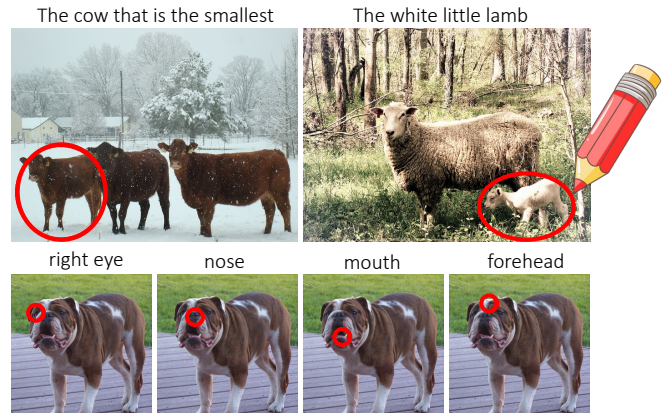 The cow that is the smallest
The white little lamb
right eye
nose
mouth
forehead